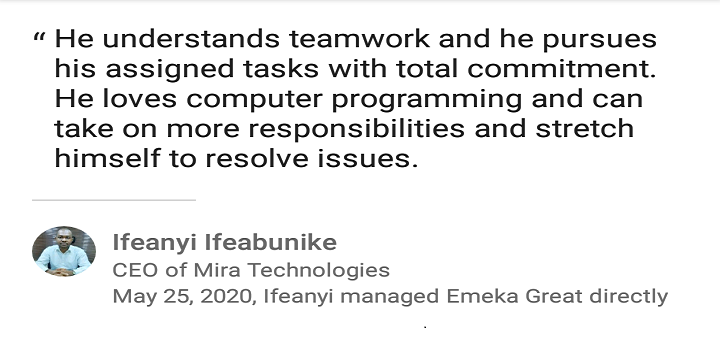 “ He understands teamwork and he pursues
his assigned tasks with total commitment.
He loves computer programming and can
take on more responsibilities and stretch
himself to resolve issues.
Ifeanyi Ifeabunike
CEO of Mira Technologies
May 25, 2020, Ifeanyi managed Emeka Great directly